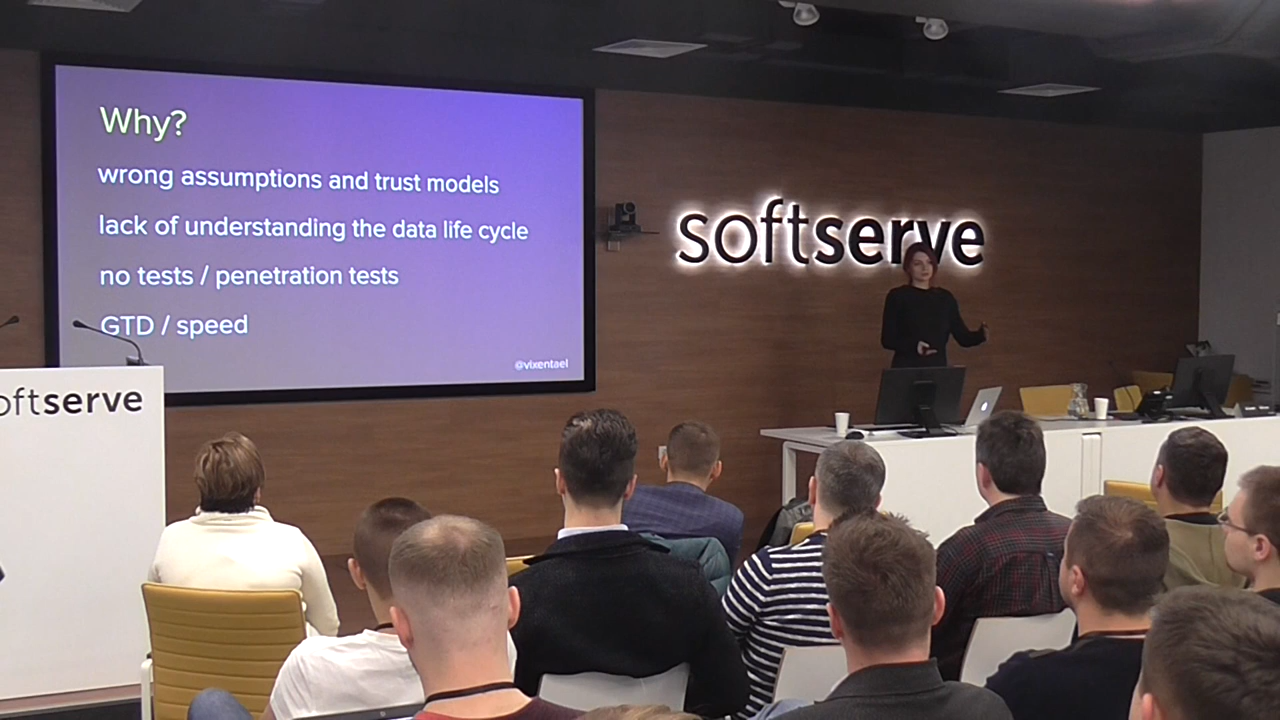 Why?
wrong assumptions and trust models
lack of understanding the data life cycle
no tests / penetration tests
GTD / speed
@vixentael
softserve
oftserve